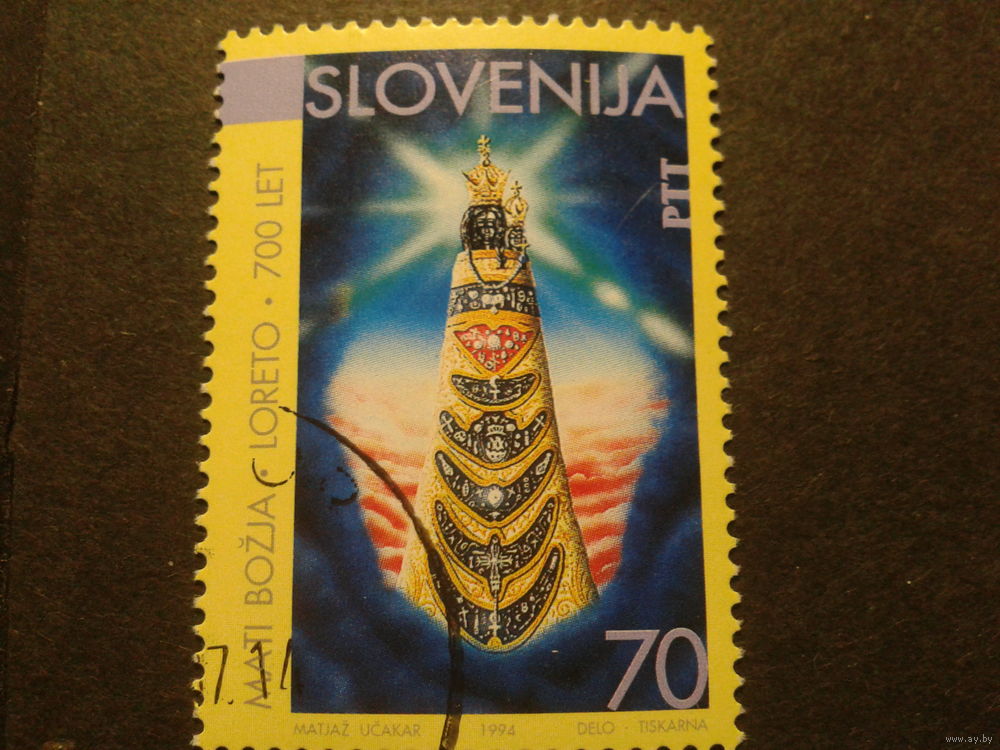 SLOVENIJA
PTT
MATI BOŽJA • LORETO • 700 LET
70
MATJAŽ UČAKAR 1994 DELO • TISKARNA
www.ay.by